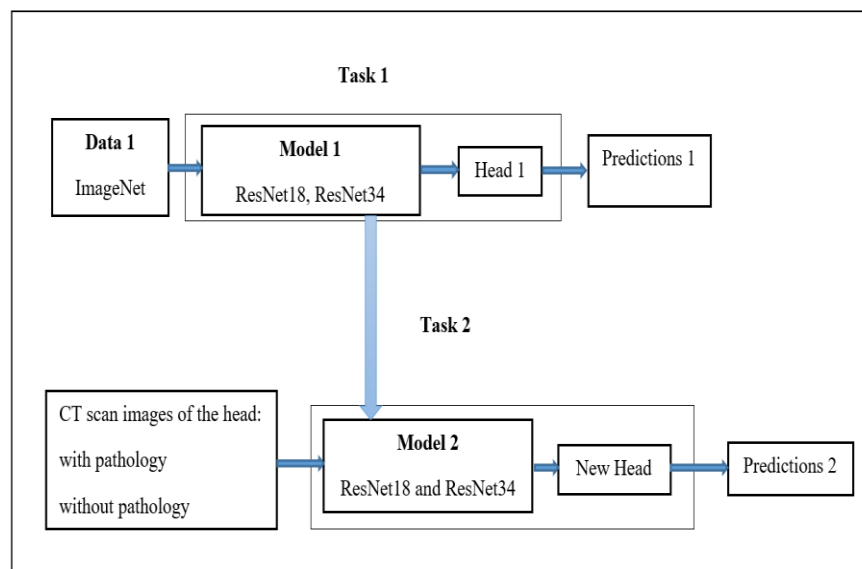 Task 1
Data 1
ImageNet
Model 1
ResNet18, ResNet34
Head 1
Predictions 1
Task 2
CT scan images of the head:
with pathology
without pathology
Model 2
ResNet18 and ResNet34
New Head
Predictions 2